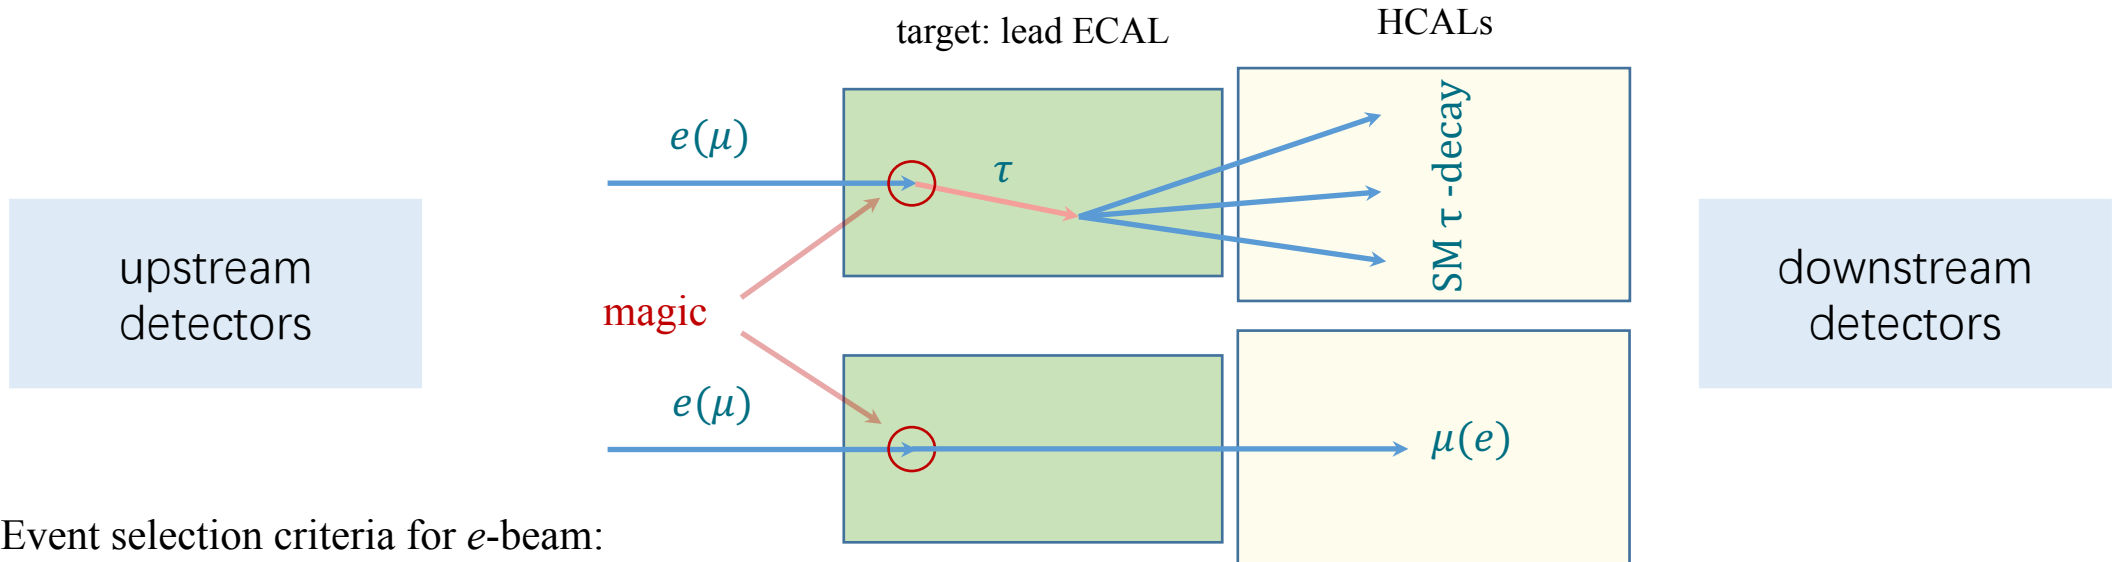 target: lead ECAL
HCALs
e(μ)
τ
SM τ -decay
upstream
detectors
magic
downstream
detectors
e(μ)
μ(e)
Event selection criteria for e-beam: